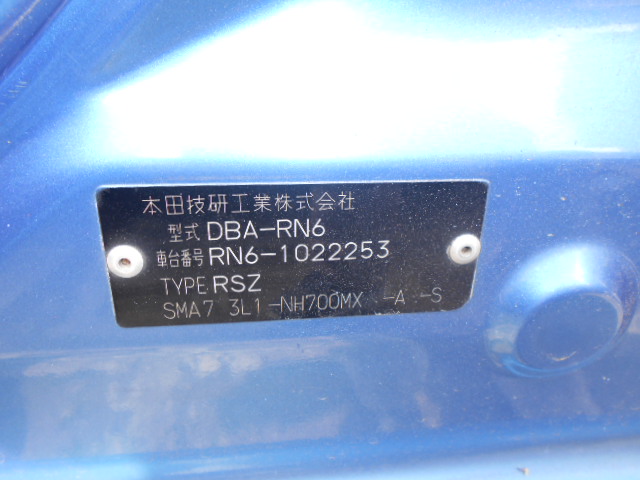 本田技研工業株式会社
型式 DBA-RN6
車台番号 RN6-1022253
TYPE RSZ
SMA7 3L1-NH700MX -A -S